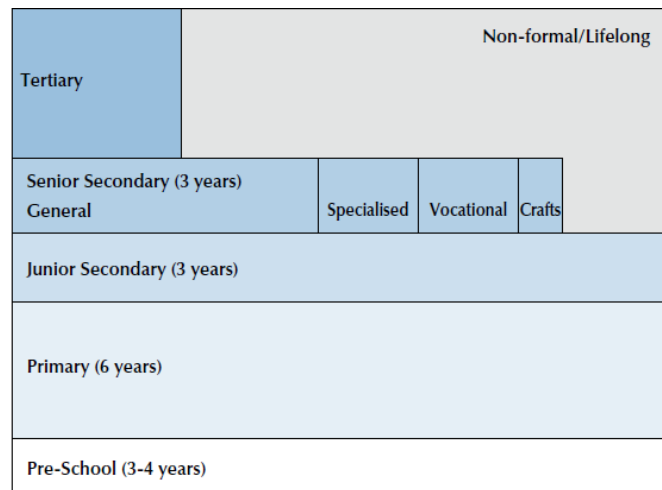 Non-formal/Lifelong
Tertiary
Senior Secondary (3 years)
General
Specialised
Vocational
Crafts
Junior Secondary (3 years)
Primary (6 years)
Pre-School (3-4 years)